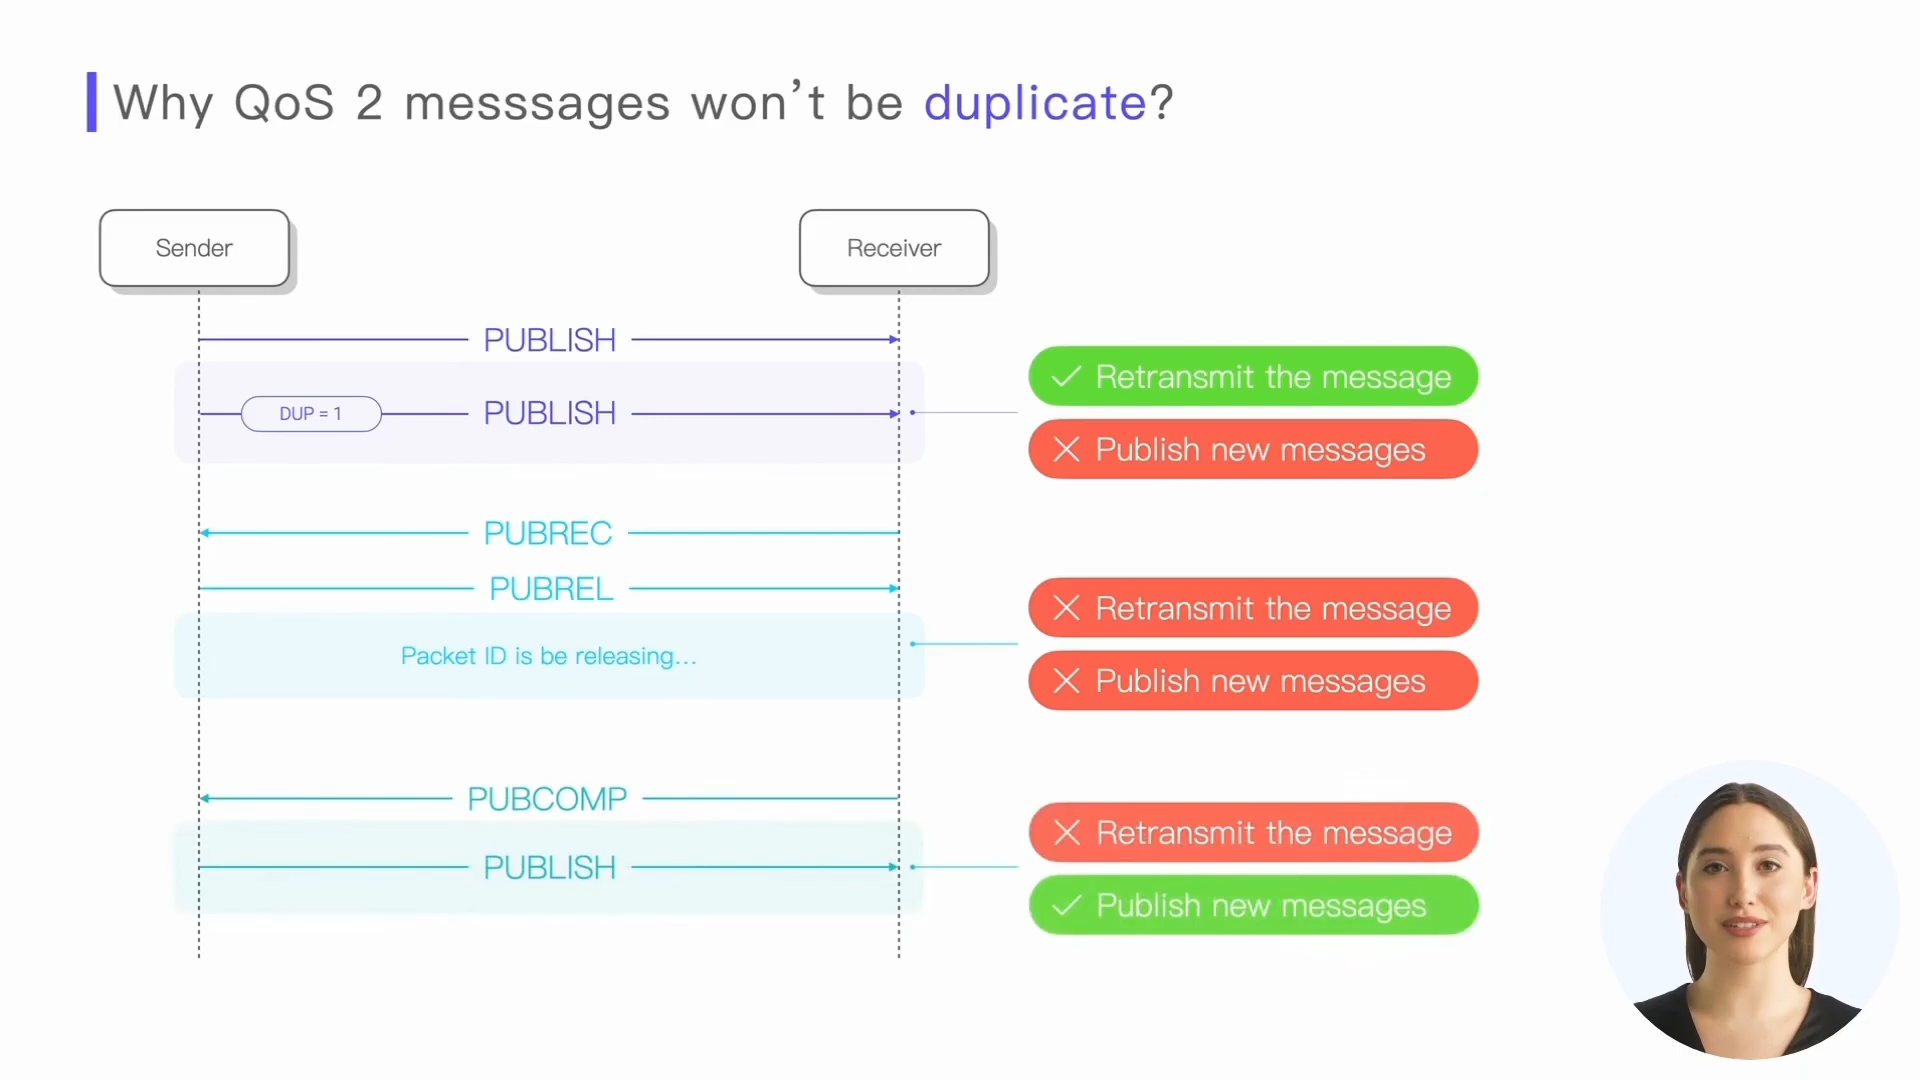 Why QoS 2 messsages won’t be duplicate?
Sender
Receiver
PUBLISH
DUP = 1
PUBLISH
Retransmit the message
Publish new messages
PUBREC
PUBREL
Packet ID is be releasing...
Retransmit the message
Publish new messages
PUBCOMP
PUBLISH
Retransmit the message
Publish new messages